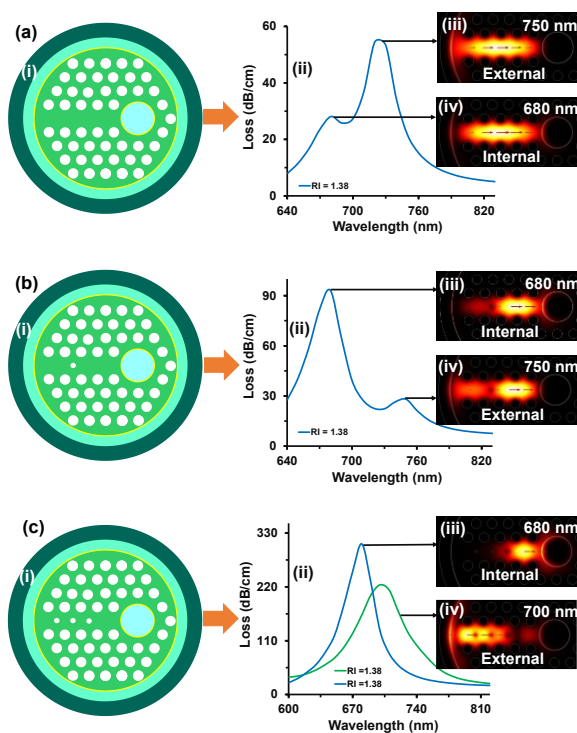 (a)
(i)
Loss (dB/cm)
60
40
20
0
(ii)
RI = 1.38
640
700
760
820
Wavelength (nm)
(iii)
750 nm
External
(iv)
680 nm
Internal
(b)
(i)
Loss (dB/cm)
90
60
30
0
(ii)
RI = 1.38
640
700
760
820
Wavelength (nm)
(iii)
680 nm
Internal
(iv)
750 nm
External
(c)
(i)
Loss (dB/cm)
330
220
110
0
(ii)
RI =1.38
RI =1.38
600
670
740
810
Wavelength (nm)
(iii)
680 nm
Internal
(iv)
700 nm
External